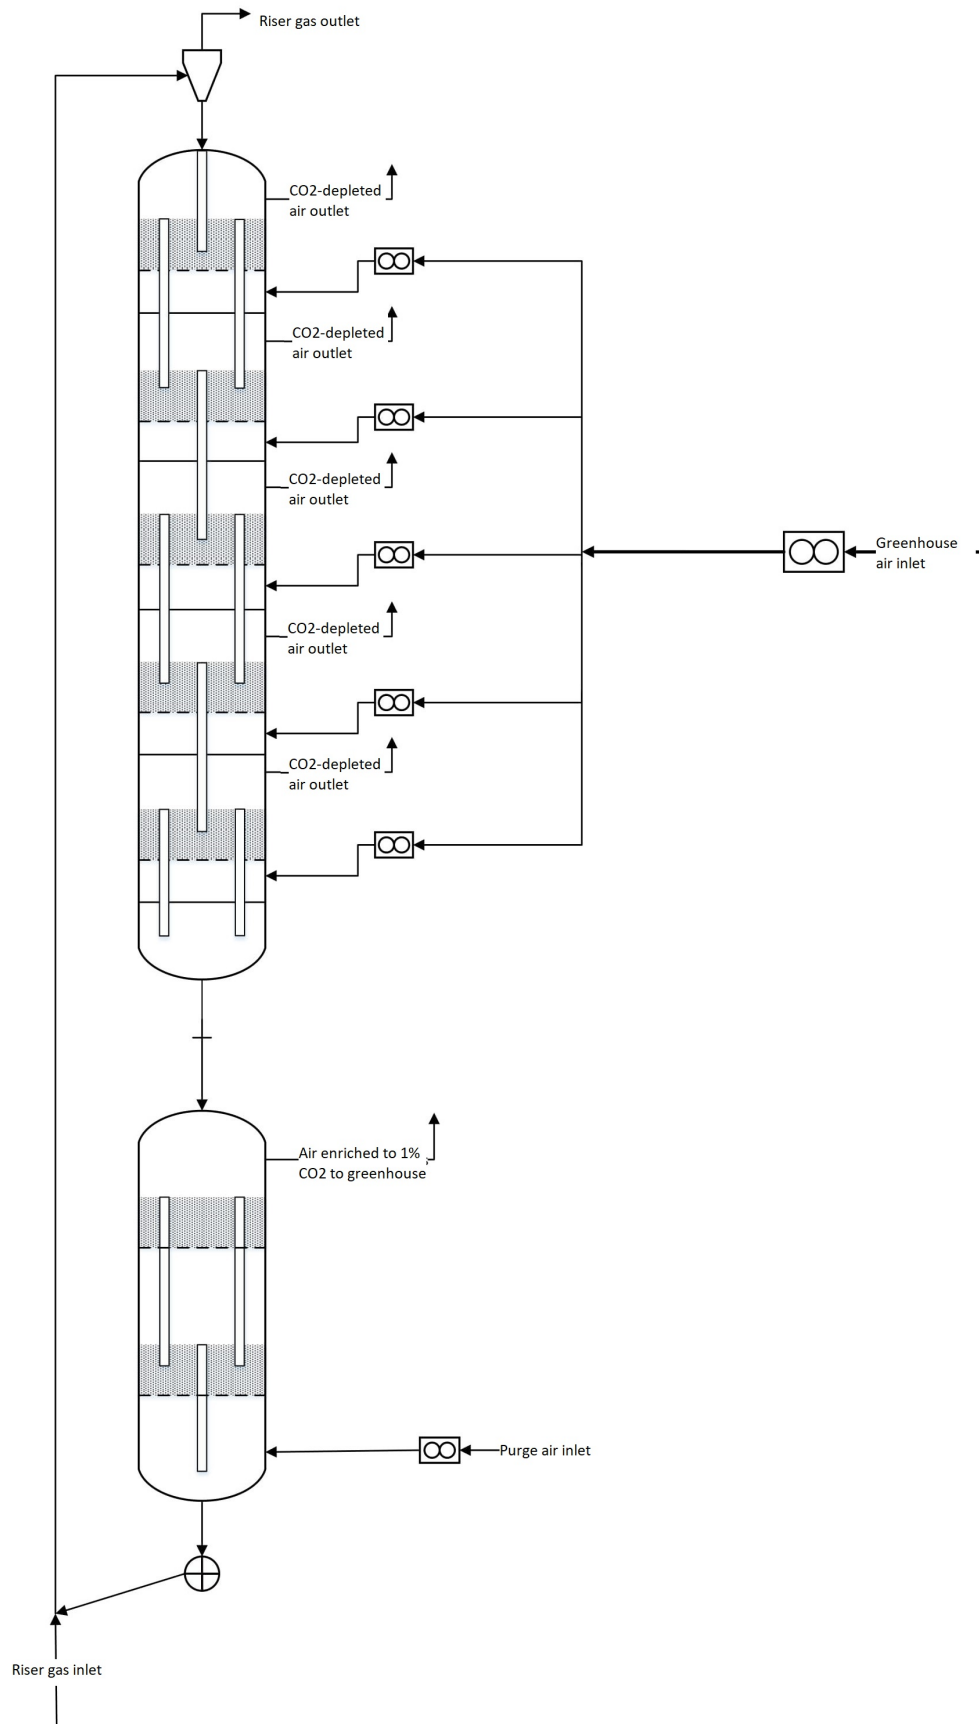 Riser gas outlet
CO2-depleted
air outlet
CO2-depleted
air outlet
CO2-depleted
air outlet
Greenhouse
air inlet
CO2-depleted
air outlet
CO2-depleted
air outlet
Air enriched to 1%
CO2 to greenhouse
Purge air inlet
Riser gas inlet